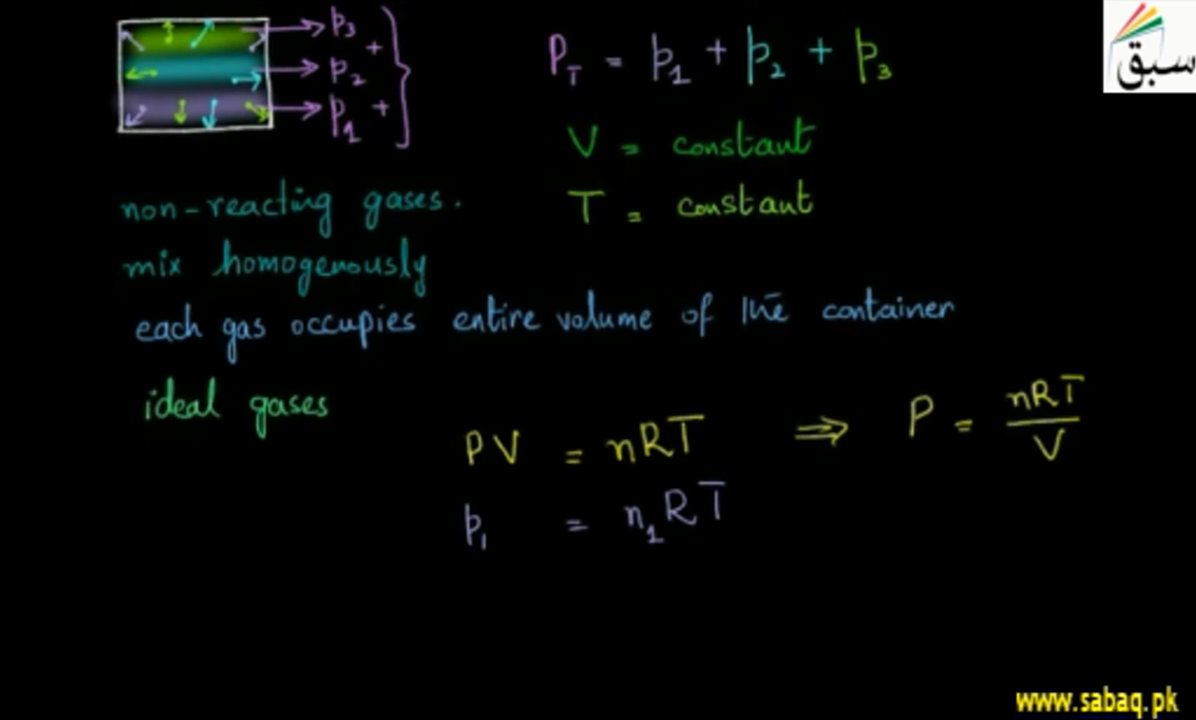 p₃
+
p₂
p₁ +
P_T = p₁ + p₂ + p₃
سبق
V = constant
T = constant
non-reacting gases.
mix homogenously
each gas occupies entire volume of the container
ideal gases
PV = nRT ⇒ P = nRT/V
p₁ = n₁RT
www.sabaq.pk